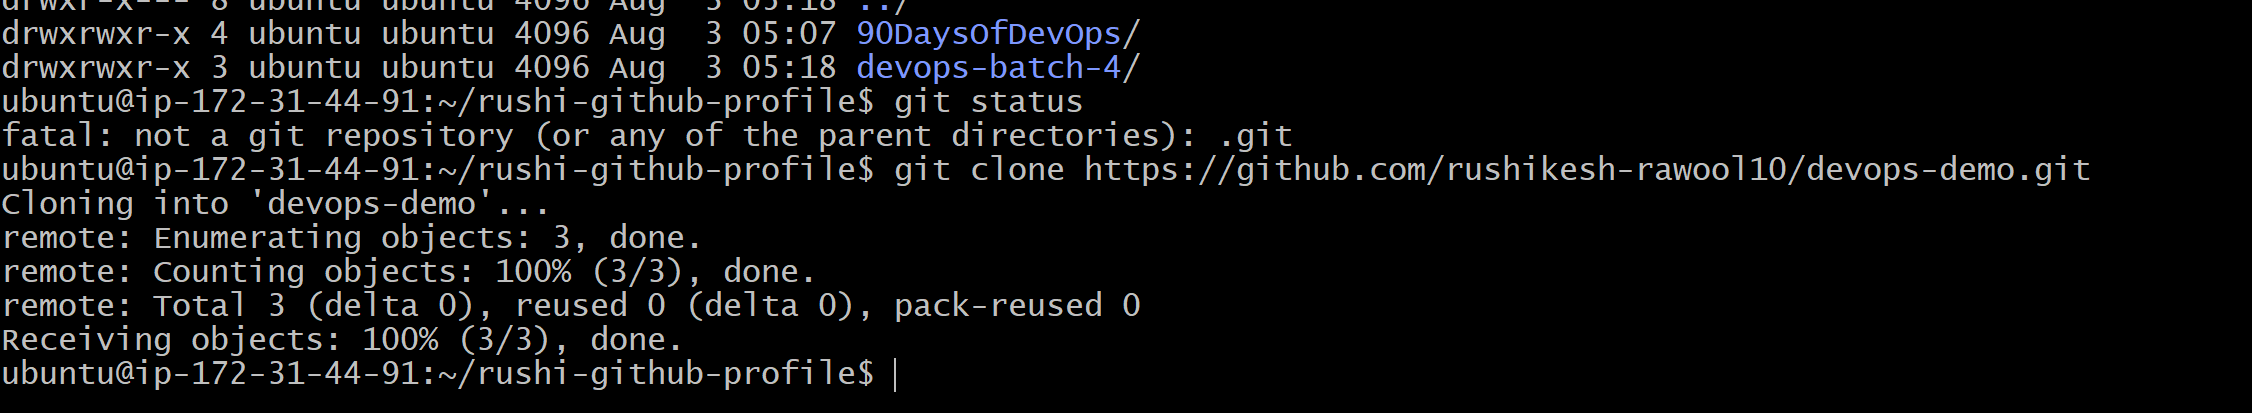 drwxr-x--- 8 ubuntu ubuntu 4096 Aug  3 05:18 ../
drwxrwxr-x 4 ubuntu ubuntu 4096 Aug  3 05:07 90DaysOfDevOps/
drwxrwxr-x 3 ubuntu ubuntu 4096 Aug  3 05:18 devops-batch-4/
ubuntu@ip-172-31-44-91:~/rushi-github-profile$ git status
fatal: not a git repository (or any of the parent directories): .git
ubuntu@ip-172-31-44-91:~/rushi-github-profile$ git clone https://github.com/rushikesh-rawool10/devops-demo.git
Cloning into 'devops-demo'...
remote: Enumerating objects: 3, done.
remote: Counting objects: 100% (3/3), done.
remote: Total 3 (delta 0), reused 0 (delta 0), pack-reused 0
Receiving objects: 100% (3/3), done.
ubuntu@ip-172-31-44-91:~/rushi-github-profile$